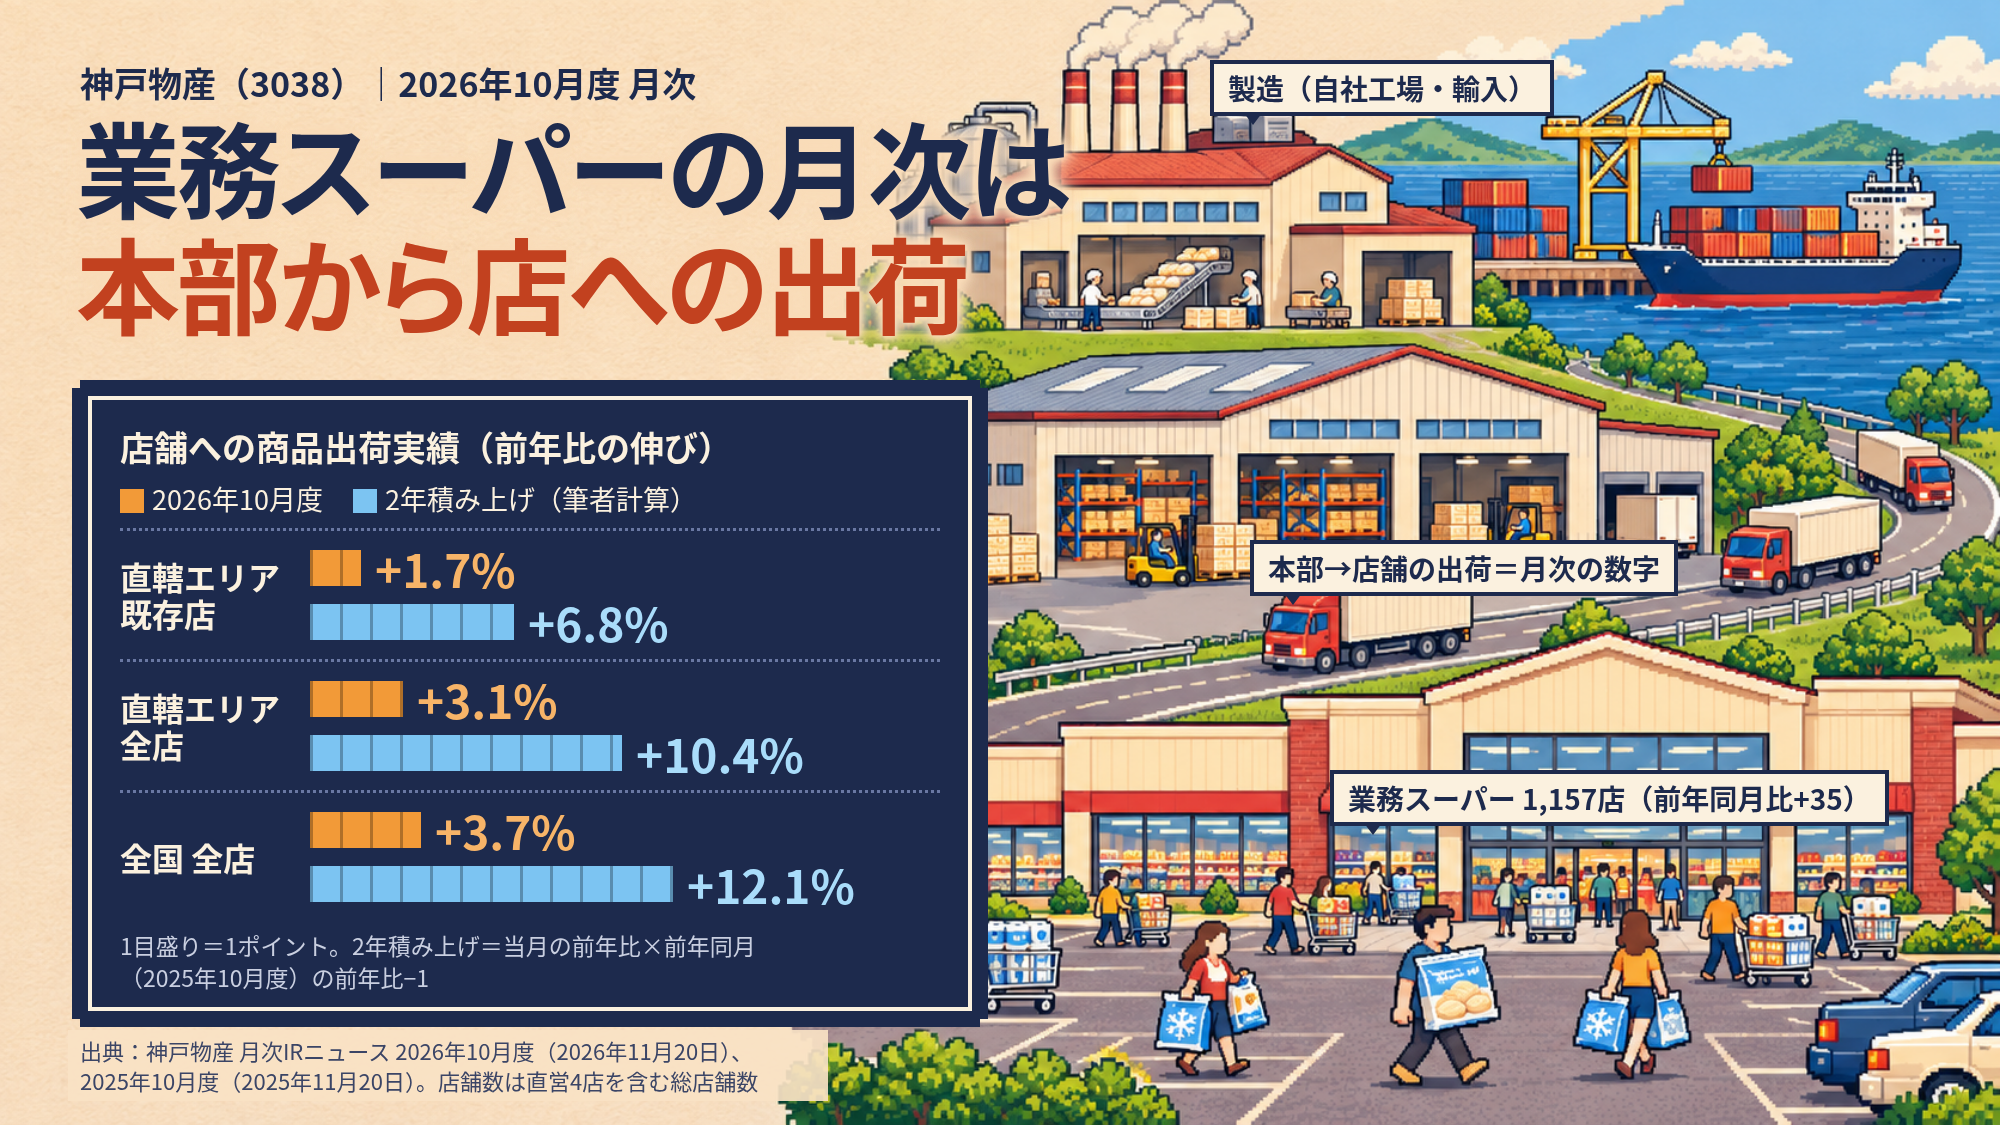 神戸物産（3038）｜2026年10月度 月次
業務スーパーの月次は
本部から店への出荷
店舗への商品出荷実績（前年比の伸び）
2026年10月度 2年積み上げ（筆者計算）
直轄エリア
既存店
+1.7%
+6.8%
直轄エリア
全店
+3.1%
+10.4%
全国 全店
+3.7%
+12.1%
1目盛り＝1ポイント。2年積み上げ＝当月の前年比×前年同月
（2025年10月度）の前年比−1
出典：神戸物産 月次IRニュース 2026年10月度（2026年11月20日）、
2025年10月度（2025年11月20日）。店舗数は直営4店を含む総店舗数
製造（自社工場・輸入）
本部→店舗の出荷＝月次の数字
業務スーパー 1,157店（前年同月比+35）